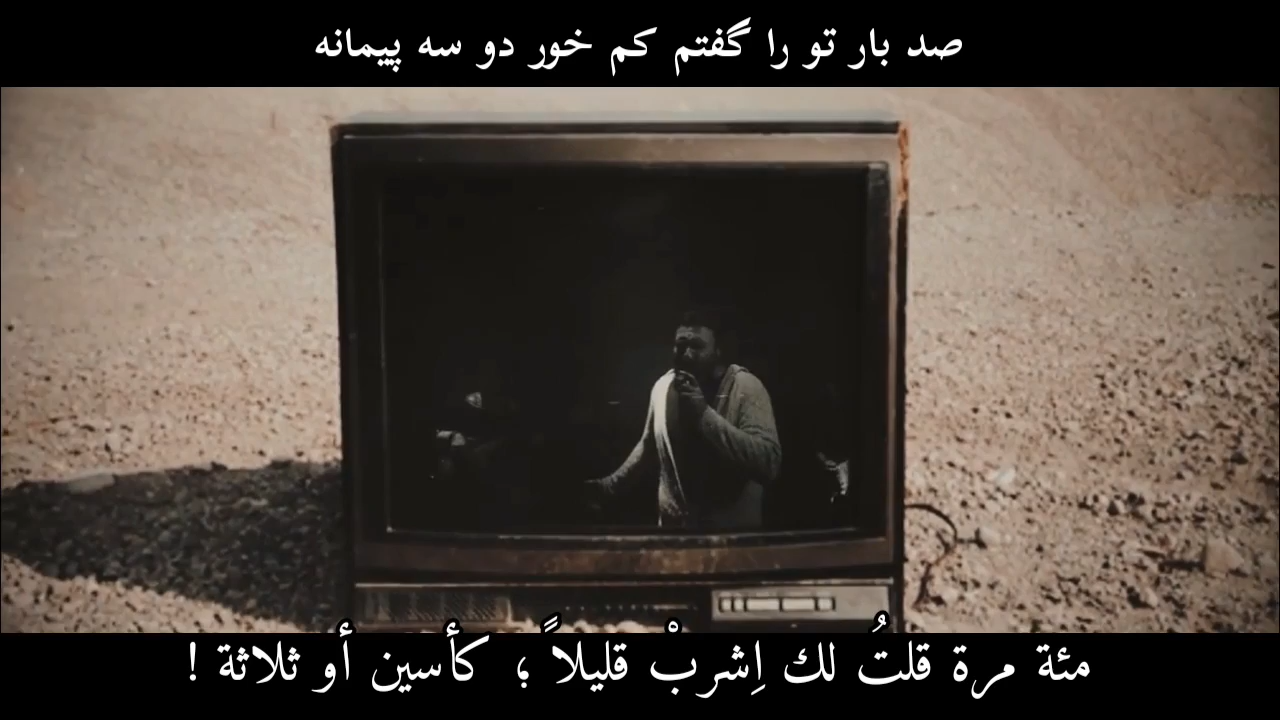 صد بار تو را گفتم کم خور دو سه پیمانه
مئة مرة قلتُ لك اِشربْ قليلاً ؛ كأسين أو ثلاثة !